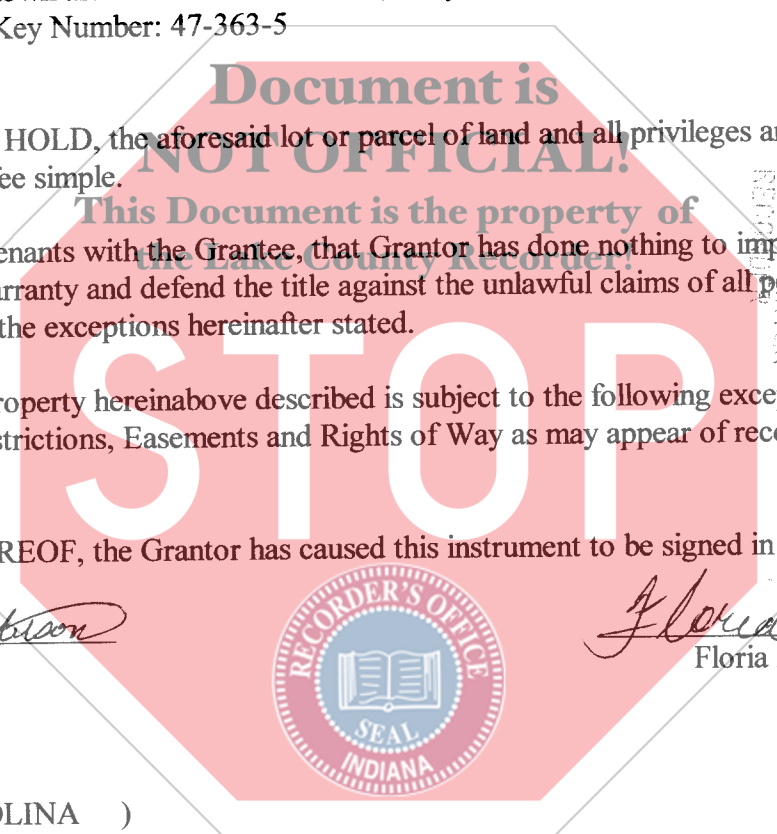 Key Number: 47-363-5
Document is
HOLD, the aforesaid lot or parcel of land and all privileges
NOT OFFICIAL!
fee simple.
This Document is the property of
enants with the Grantee, that Grantor has done nothing to imp
the Lake County Recorder!
arranty and defend the title against the unlawful claims of all
the exceptions hereinafter stated.
STOP
roperty hereinabove described is subject to the following exce
strictions, Easements and Rights of Way as may appear of reco
REOF, the Grantor has caused this instrument to be signed in
Floria
RECORDER'S OFFICE
Floria
SEAL
INDIANA
OLINA )